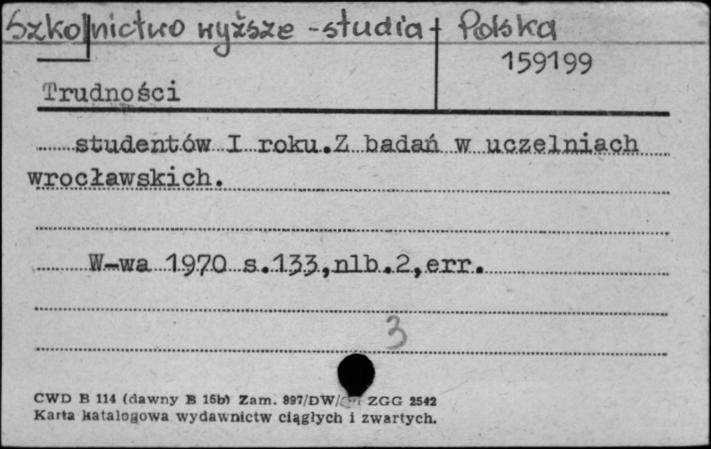 Szkolnictwo wyższe - studia + Polska
159199
Trudności
studentów I roku. Z badań w uczelniach
wrocławskich.
W-wa 1970 s.133, nlb.2, err.
3
CWD B 114 (dawny B 15b) Zam. 897/DW/ ZGG 2542
Karta katalogowa wydawnictw ciągłych i zwartych.